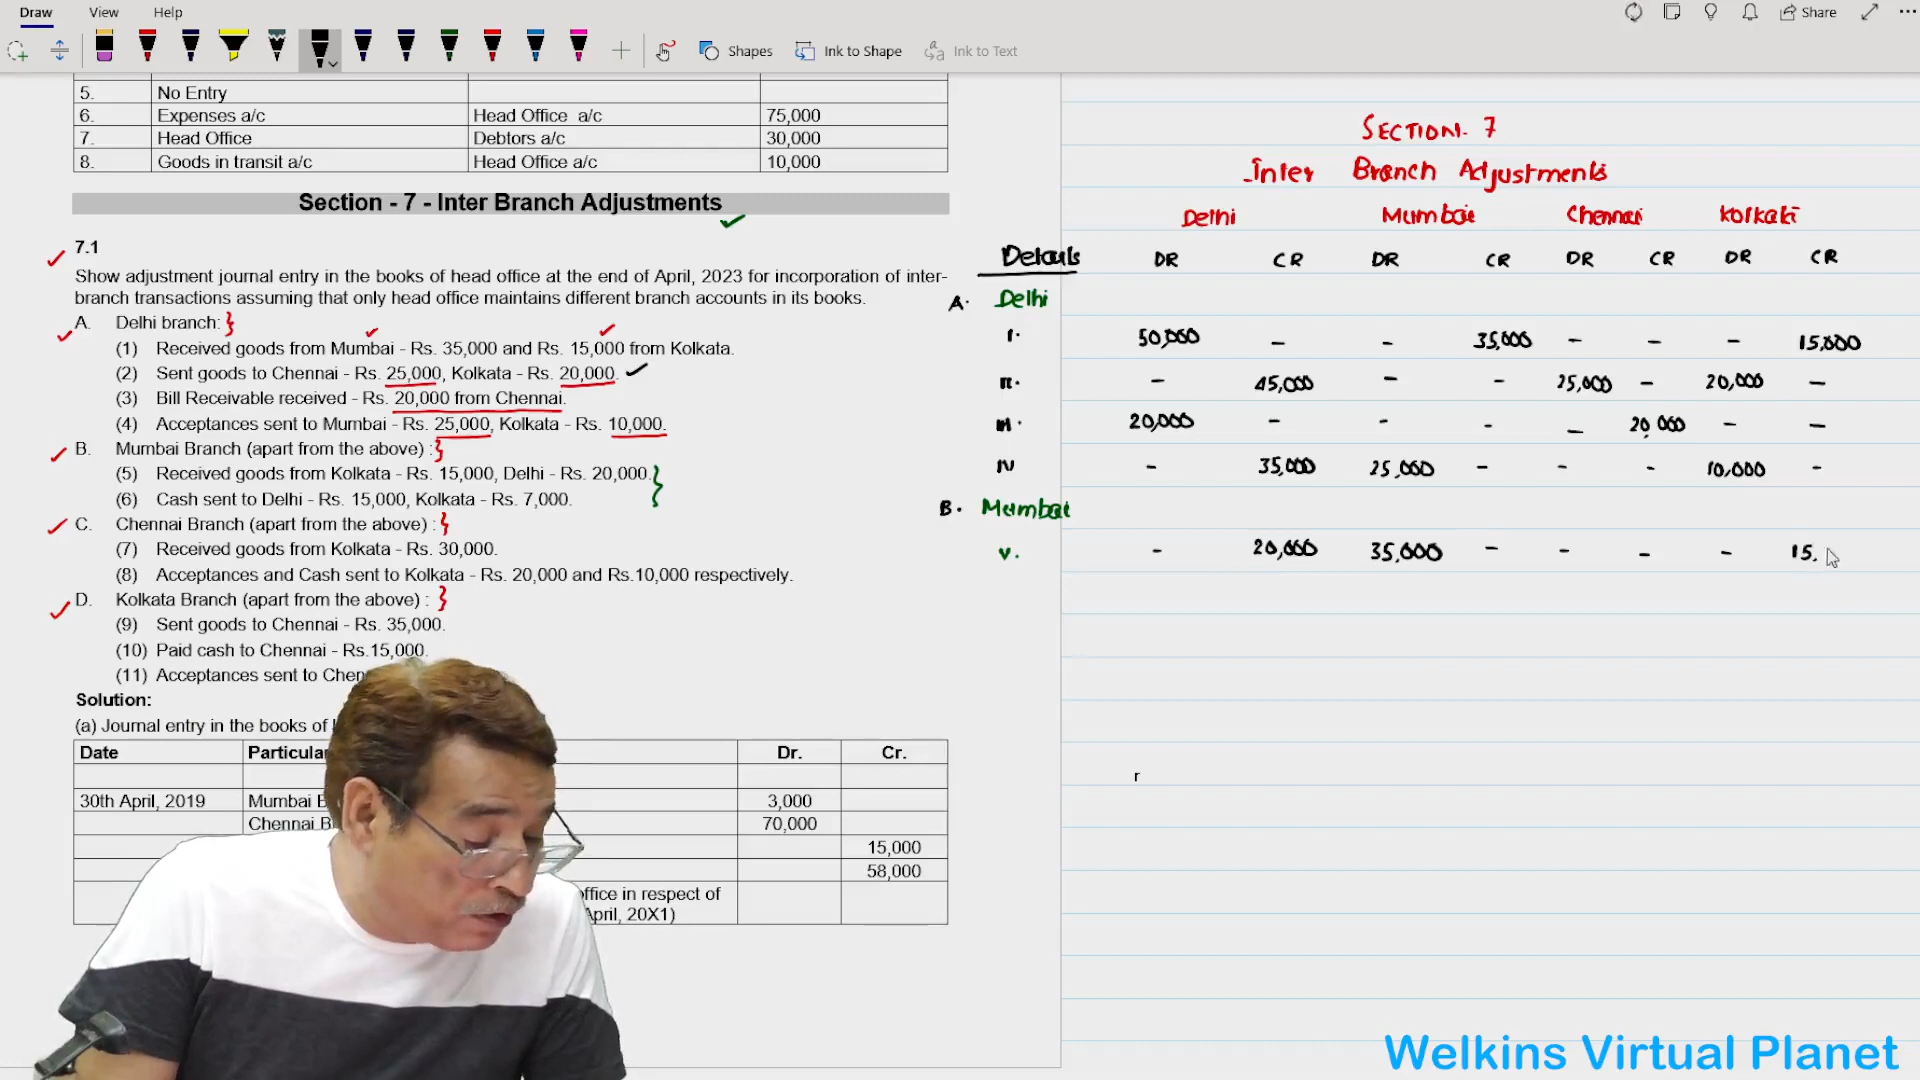 Draw View Help
Share
Shapes Ink to Shape Ink to Text
5. No Entry
6. Expenses a/c Head Office a/c 75,000
7. Head Office Debtors a/c 30,000
8. Goods in transit a/c Head Office a/c 10,000
Section - 7 - Inter Branch Adjustments
7.1
Show adjustment journal entry in the books of head office at the end of April, 2023 for incorporation of inter-
branch transactions assuming that only head office maintains different branch accounts in its books.
A. Delhi branch:
(1) Received goods from Mumbai - Rs. 35,000 and Rs. 15,000 from Kolkata.
(2) Sent goods to Chennai - Rs. 25,000, Kolkata - Rs. 20,000.
(3) Bill Receivable received - Rs. 20,000 from Chennai.
(4) Acceptances sent to Mumbai - Rs. 25,000, Kolkata - Rs. 10,000.
B. Mumbai Branch (apart from the above) :
(5) Received goods from Kolkata - Rs. 15,000, Delhi - Rs. 20,000.
(6) Cash sent to Delhi - Rs. 15,000, Kolkata - Rs. 7,000.
C. Chennai Branch (apart from the above) :
(7) Received goods from Kolkata - Rs. 30,000.
(8) Acceptances and Cash sent to Kolkata - Rs. 20,000 and Rs.10,000 respectively.
D. Kolkata Branch (apart from the above) :
(9) Sent goods to Chennai - Rs. 35,000.
(10) Paid cash to Chennai - Rs.15,000.
(11) Acceptances sent to
Solution:
(a) Journal entry in the books of
Date Dr. Cr.
30th April, 2019 Mumbai 3,000
Chennai 70,000
15,000
58,000
office in respect of
April, 20X1)
SECTION. 7
Inter Branch Adjustments
Delhi Mumbai Chennai Kolkata
Details DR CR DR CR DR CR DR CR
A. Delhi
I. 50,000 - - 35,000 - - - 15,000
II. - 45,000 - - 25,000 - 20,000 -
III. 20,000 - - - - 20,000 - -
IV - 35,000 25,000 - - - 10,000 -
B. Mumbai
V. - 20,000 35,000 - - - - 15.
r
Welkins Virtual Planet